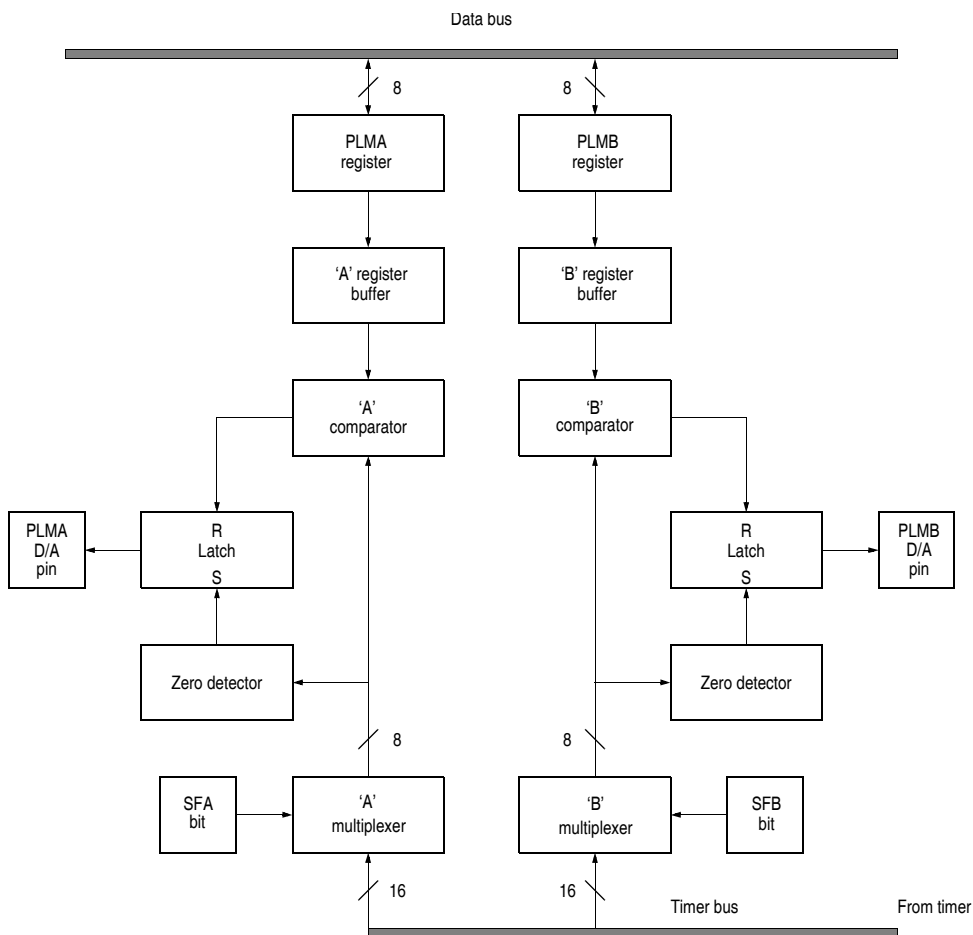 Data bus
8
8
PLMA
register
PLMB
register
‘A’ register
buffer
‘B’ register
buffer
‘A’
comparator
‘B’
comparator
PLMA
D/A
pin
R
Latch
S
R
Latch
S
PLMB
D/A
pin
Zero detector
Zero detector
8
8
SFA
bit
‘A’
multiplexer
‘B’
multiplexer
SFB
bit
16
16
Timer bus
From timer